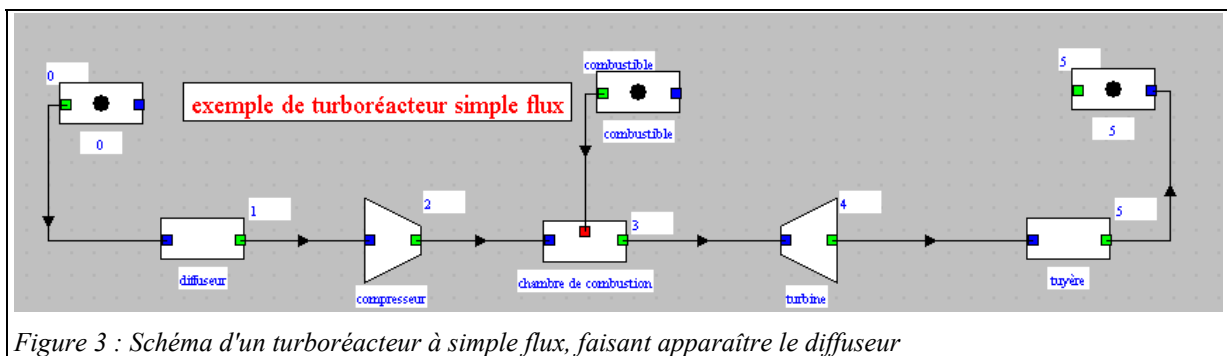 0
0
exemple de turboréacteur simple flux
combustible
combustible
5
5
1
diffuseur
2
compresseur
3
chambre de combustion
4
turbine
5
tuyère
Figure 3 : Schéma d'un turboréacteur à simple flux, faisant apparaître le diffuseur